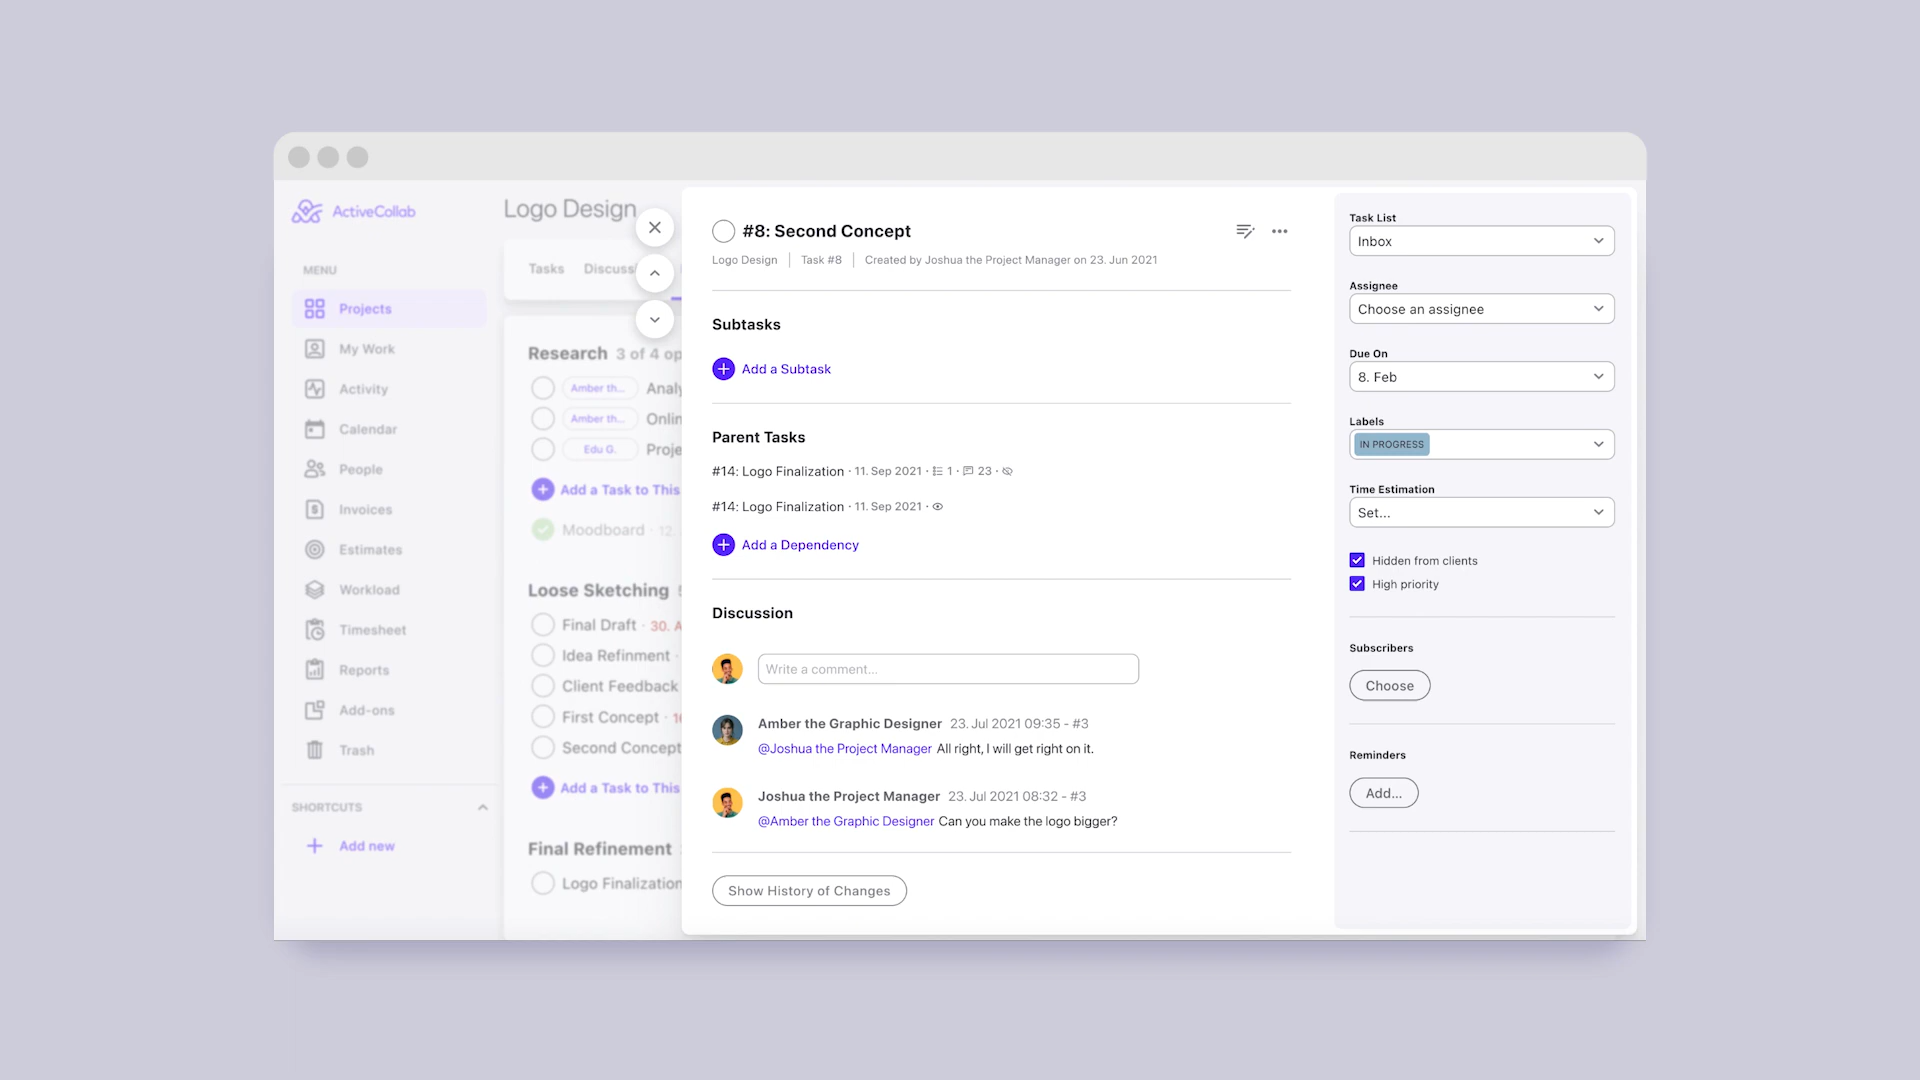 ActiveCollab
MENU
Projects
My Work
Activity
Calendar
People
Invoices
Estimates
Workload
Timesheet
Reports
Add-ons
Trash
SHORTCUTS
Add new
Logo Design
Tasks
Research 3 of 4
Amber th...
Amber th...
Edu G.
Add a Task to This
Moodboard · 12.
Loose Sketching
Final Draft · 30.
Idea Refinment ·
Client Feedback
First Concept ·
Second Concept
Add a Task to This
Final Refinement
Logo Finalization
#8: Second Concept
Logo Design | Task #8 | Created by Joshua the Project Manager on 23. Jun 2021
Subtasks
Add a Subtask
Parent Tasks
#14: Logo Finalization · 11. Sep 2021 · 1 · 23 ·
#14: Logo Finalization · 11. Sep 2021 ·
Add a Dependency
Discussion
Write a comment...
Amber the Graphic Designer 23. Jul 2021 09:35 - #3
@Joshua the Project Manager All right, I will get right on it.
Joshua the Project Manager 23. Jul 2021 08:32 - #3
@Amber the Graphic Designer Can you make the logo bigger?
Show History of Changes
Task List
Inbox
Assignee
Choose an assignee
Due On
8. Feb
Labels
IN PROGRESS
Time Estimation
Set...
Hidden from clients
High priority
Subscribers
Choose
Reminders
Add...